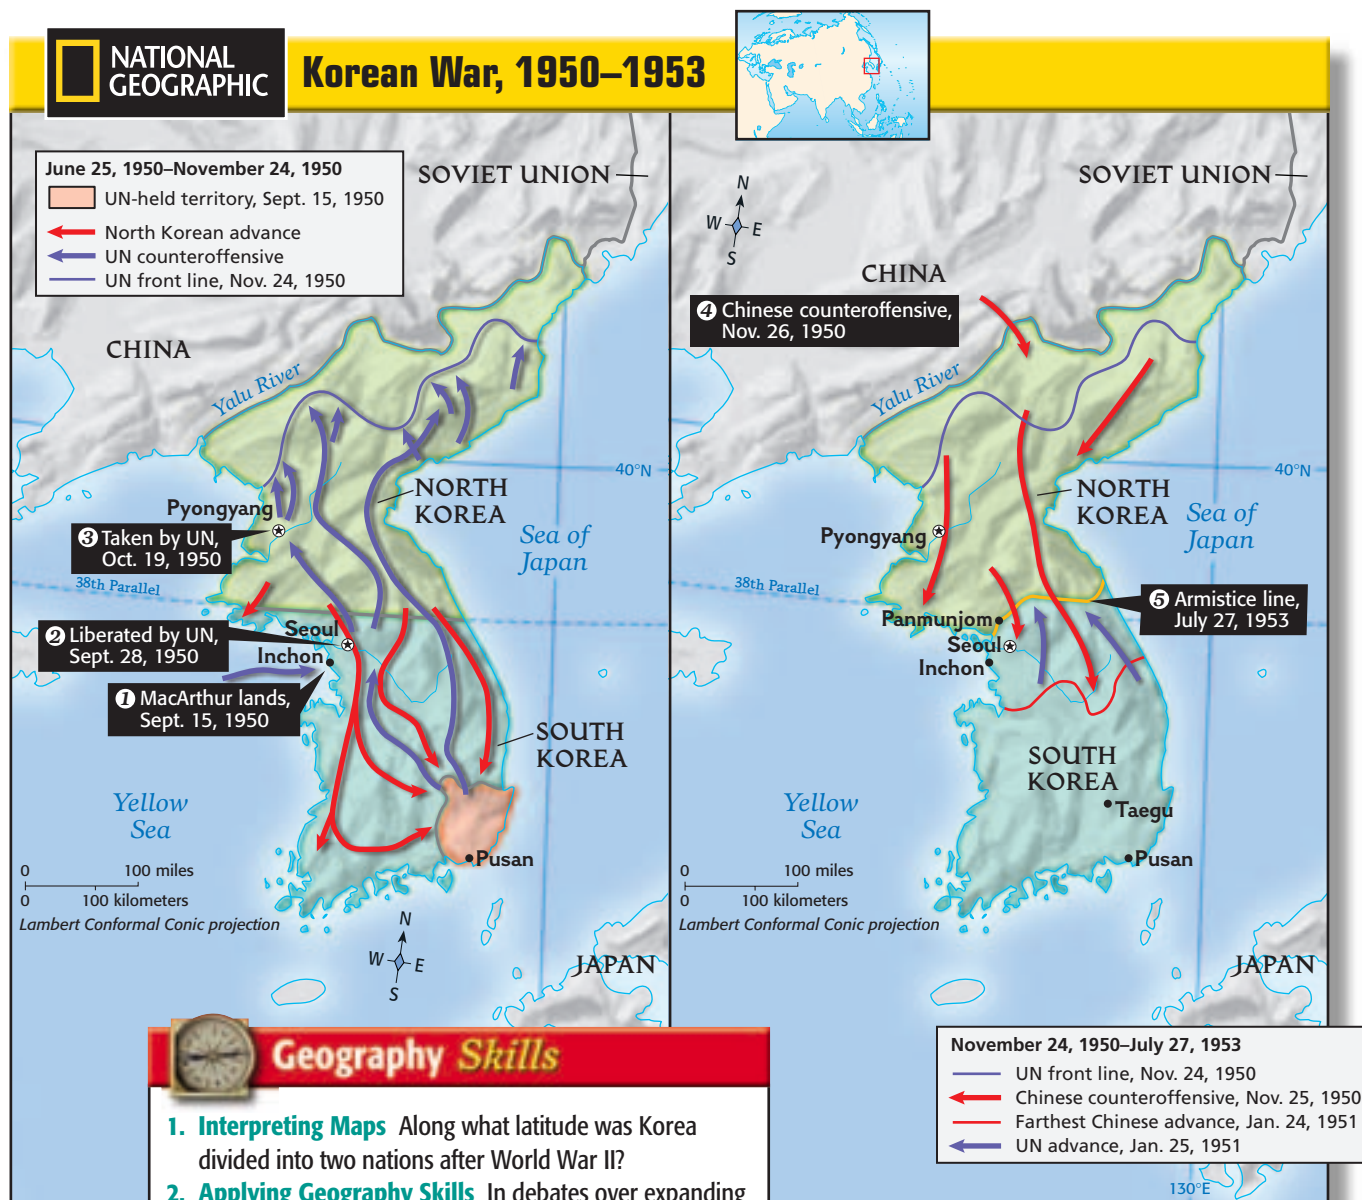 NATIONAL
GEOGRAPHIC
Korean War, 1950–1953
June 25, 1950–November 24, 1950
UN-held territory, Sept. 15, 1950
North Korean advance
UN counteroffensive
UN front line, Nov. 24, 1950
SOVIET UNION
CHINA
Yalu River
40°N
NORTH
KOREA
Pyongyang
3 Taken by UN,
Oct. 19, 1950
Sea of
Japan
38th Parallel
Seoul
2 Liberated by UN,
Sept. 28, 1950
Inchon
1 MacArthur lands,
Sept. 15, 1950
SOUTH
KOREA
Yellow
Sea
Pusan
0 100 miles
0 100 kilometers
Lambert Conformal Conic projection
N
W E
S
JAPAN
SOVIET UNION
N
W E
S
CHINA
4 Chinese counteroffensive,
Nov. 26, 1950
Yalu River
40°N
NORTH
KOREA
Sea of
Japan
Pyongyang
38th Parallel
5 Armistice line,
July 27, 1953
Panmunjom
Seoul
Inchon
SOUTH
KOREA
Taegu
Yellow
Sea
Pusan
0 100 miles
0 100 kilometers
Lambert Conformal Conic projection
JAPAN
November 24, 1950–July 27, 1953
UN front line, Nov. 24, 1950
Chinese counteroffensive, Nov. 25, 1950
Farthest Chinese advance, Jan. 24, 1951
UN advance, Jan. 25, 1951
130°E
Geography Skills
1. Interpreting Maps Along what latitude was Korea
divided into two nations after World War II?
2. Applying Geography Skills In debates over expanding